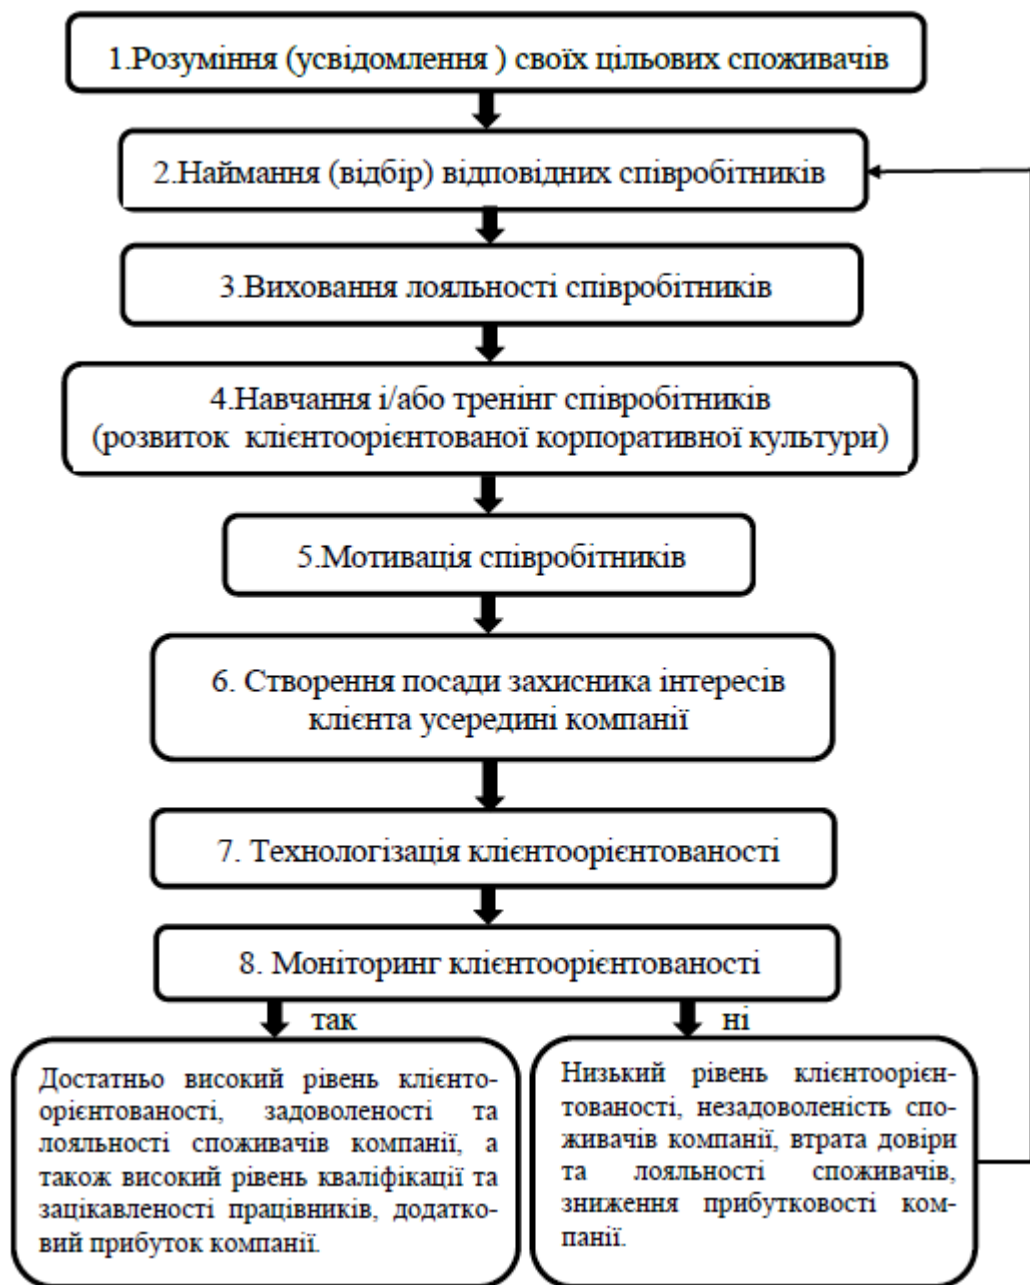 1.Розуміння (усвідомлення ) своїх цільових споживачів
2.Наймання (відбір) відповідних співробітників
3.Виховання лояльності співробітників
4.Навчання і/або тренінг співробітників
(розвиток клієнтоорієнтованої корпоративної культури)
5.Мотивація співробітників
6. Створення посади захисника інтересів
клієнта усередині компанії
7. Технологізація клієнтоорієнтованості
8. Моніторинг клієнтоорієнтованості
так
ні
Достатньо високий рівень клієнто-
орієнтованості, задоволеності та
лояльності споживачів компанії, а
також високий рівень кваліфікації та
зацікавленості працівників, додатко-
вий прибуток компанії.
Низький рівень клієнтоорієн-
тованості, незадоволеність спо-
живачів компанії, втрата довіри
та лояльності споживачів,
зниження прибутковості ком-
панії.